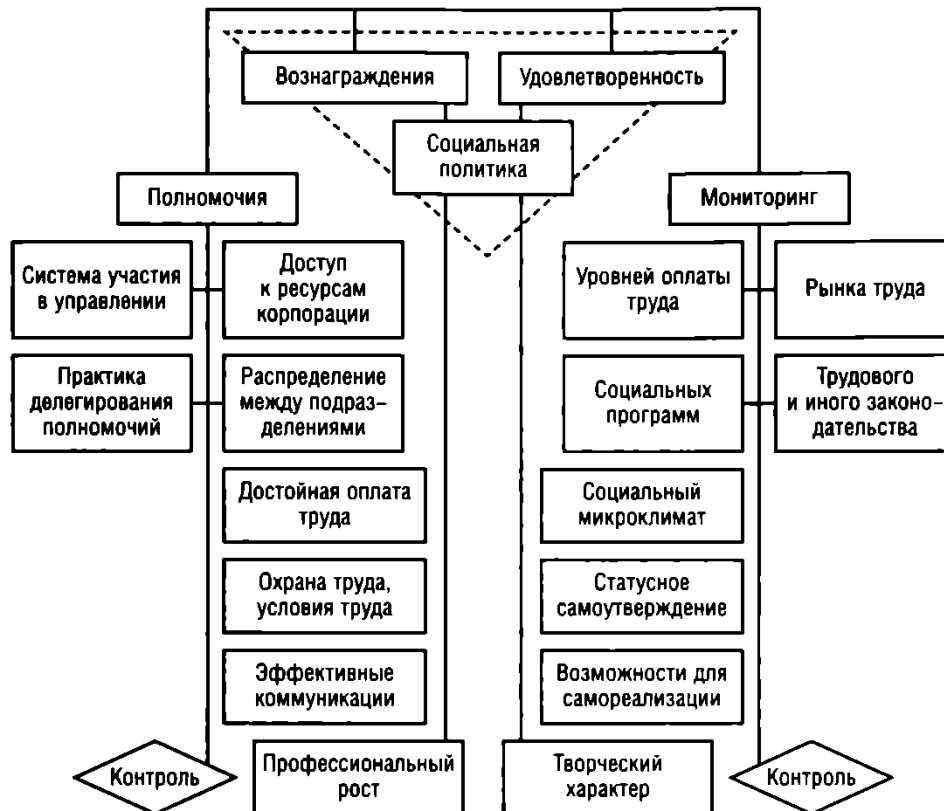 Вознаграждения
Удовлетворенность
Социальная
политика
Полномочия
Мониторинг
Система участия
в управлении
Доступ
к ресурсам
корпорации
Уровней оплаты
труда
Рынка труда
Практика
делегирования
полномочий
Распределение
между подраз-
делениями
Социальных
программ
Трудового
и иного законо-
дательства
Достойная оплата
труда
Социальный
микроклимат
Охрана труда,
условия труда
Статусное
самоутверждение
Эффективные
коммуникации
Возможности для
самореализации
Контроль
Профессиональный
рост
Творческий
характер
Контроль